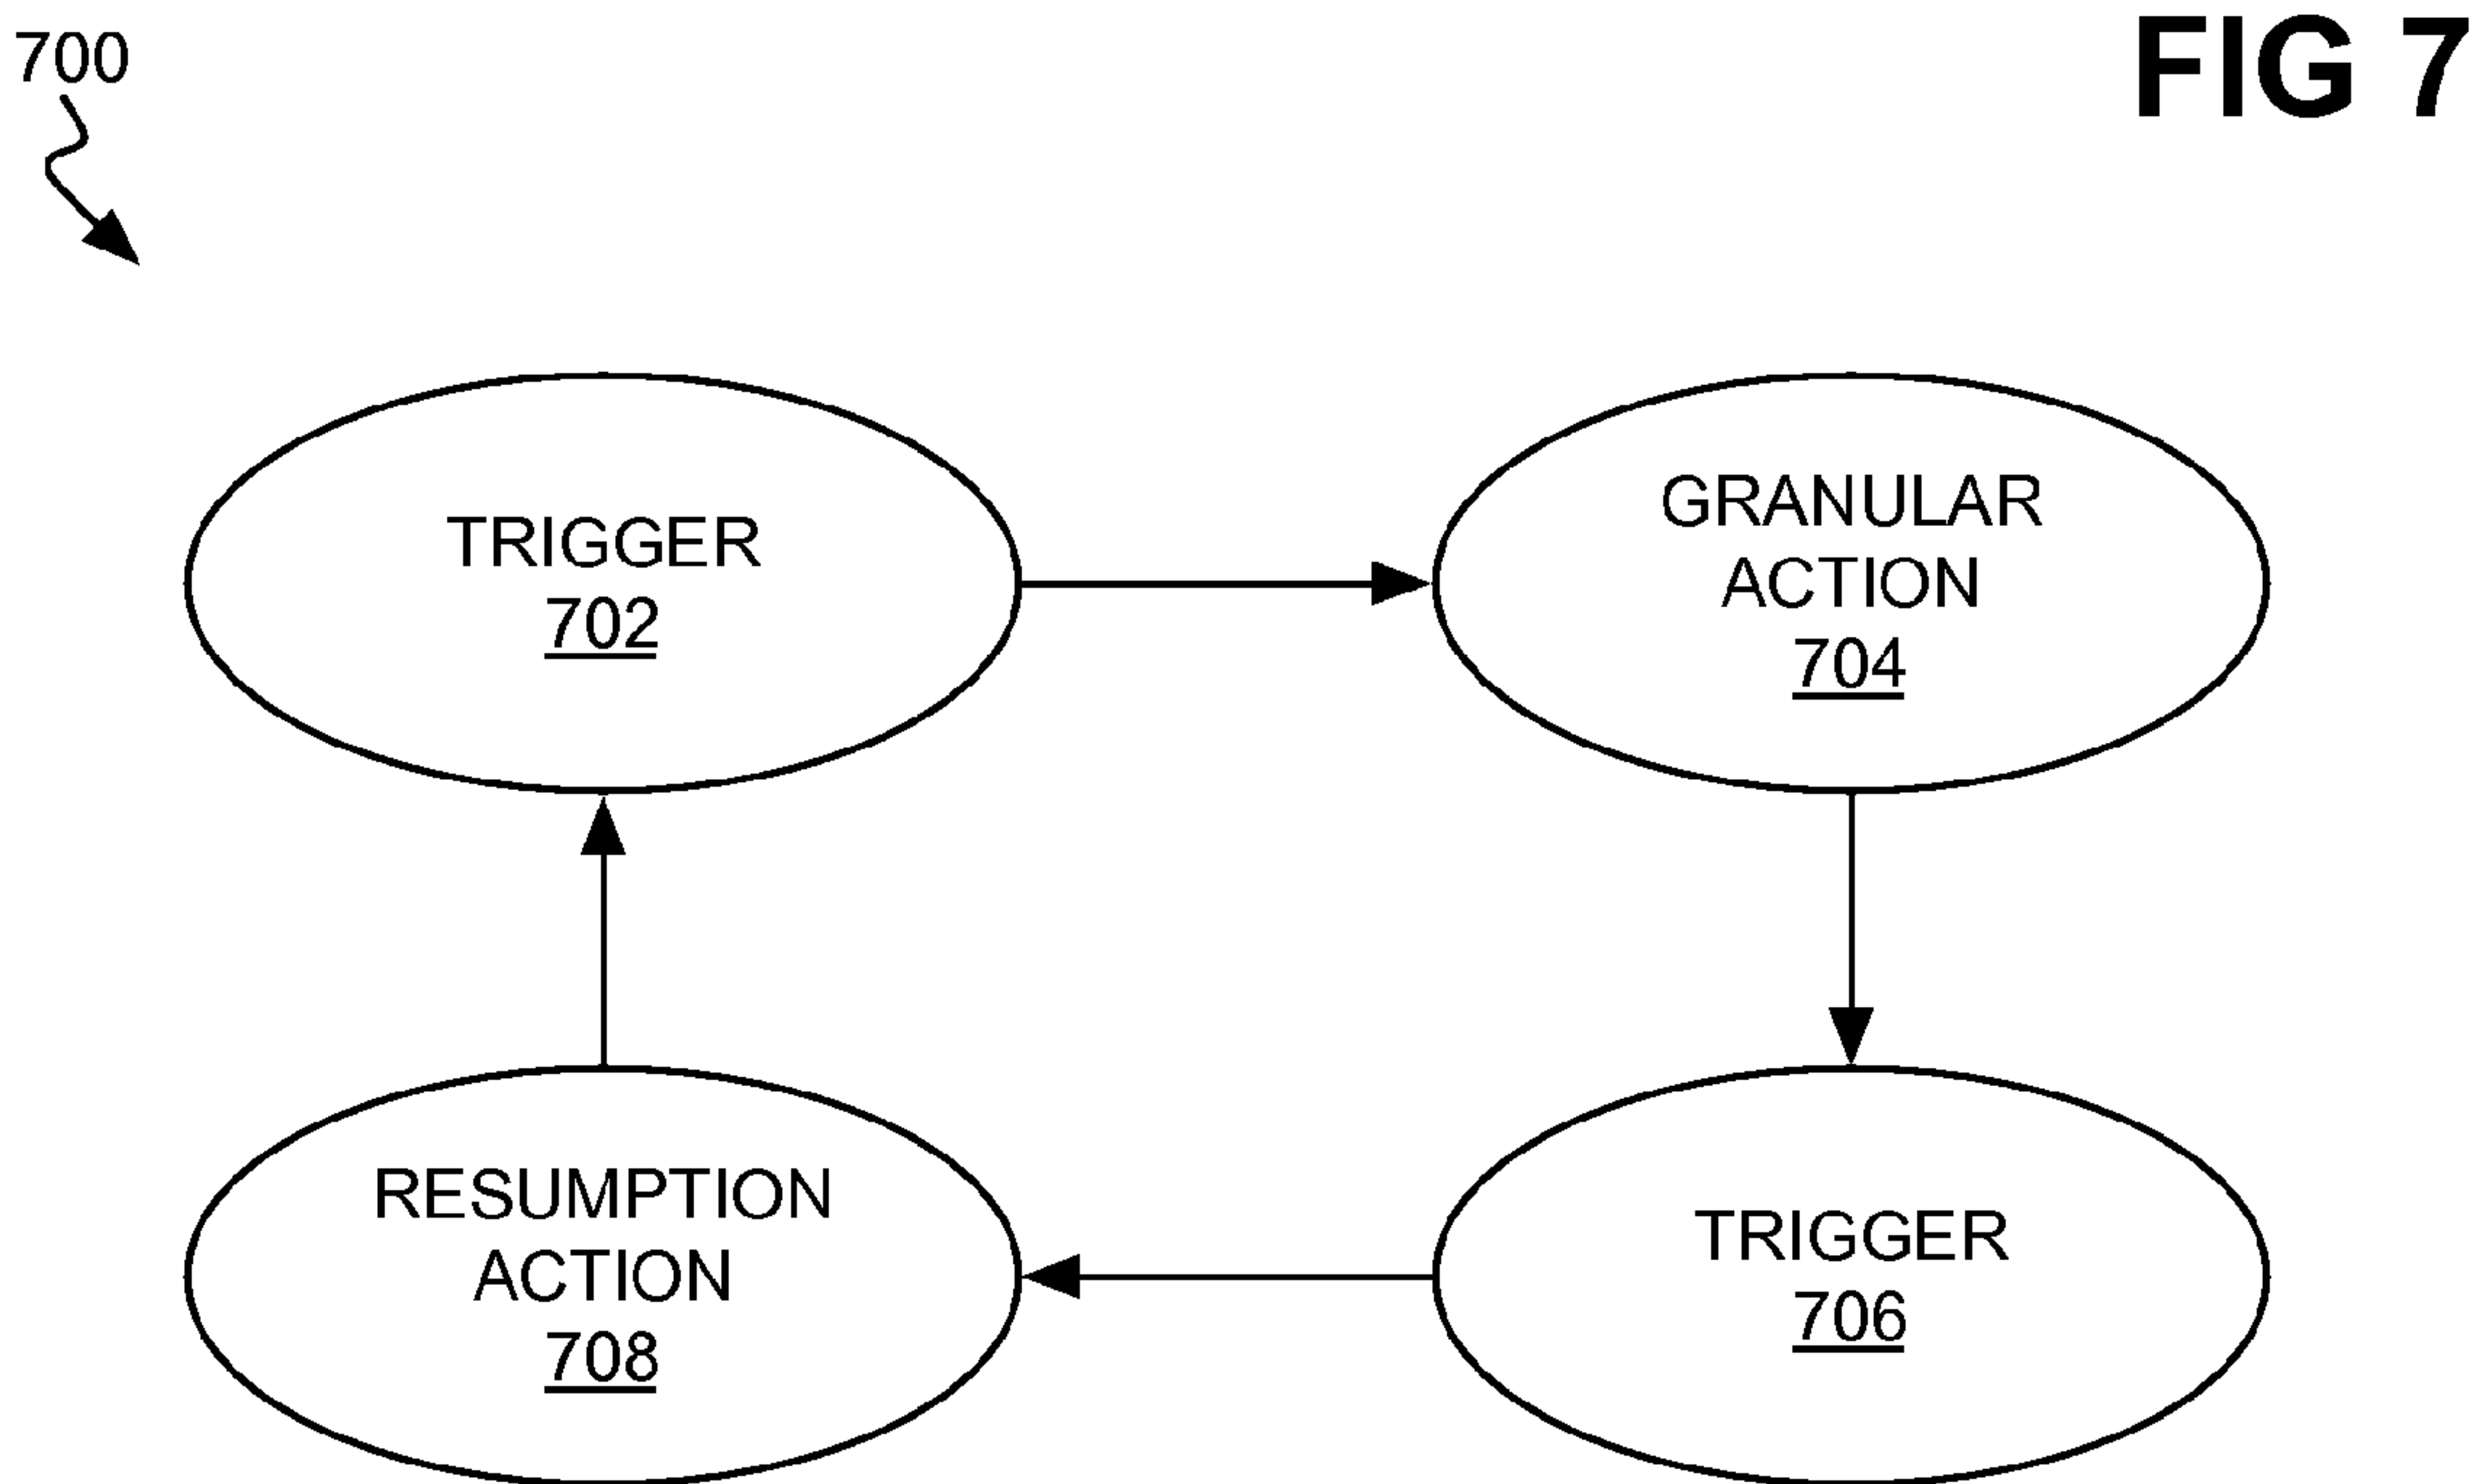 700
FIG 7
TRIGGER
702
GRANULAR
ACTION
704
RESUMPTION
ACTION
708
TRIGGER
706